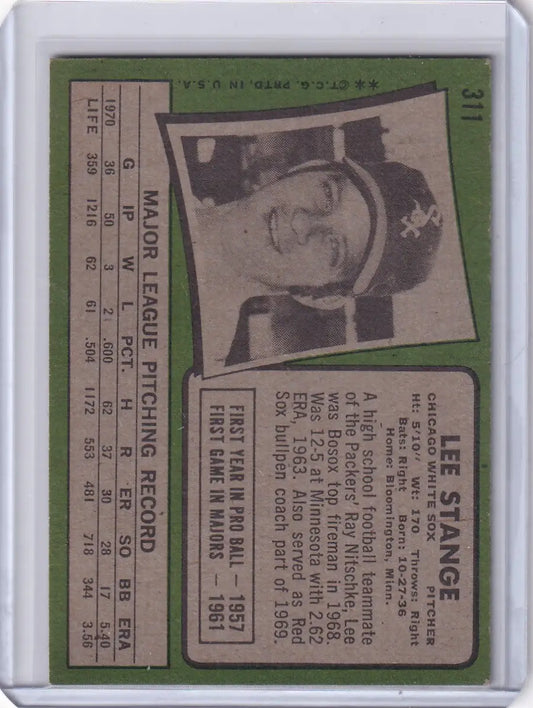 311
LEE STANGE
CHICAGO WHITE SOX PITCHER
Ht: 5'10" Wt: 170 Throws: Right
Bats: Right Born: 10-27-36
Home: Bloomington, Minn.
A high school football teammate
of the Packers' Ray Nitschke, Lee
was Bosox top fireman in 1968.
Was 12-5 at Minnesota with 2.62
ERA, 1963. Also served as Red
Sox bullpen coach part of 1969.
FIRST YEAR IN PRO BALL — 1957
FIRST GAME IN MAJORS — 1961
MAJOR LEAGUE PITCHING RECORD
G IP W L PCT. H R ER SO BB ERA
1970 36 50 3 2 .600 62 37 30 28 17 5.40
LIFE 359 1216 62 61 .504 1172 553 481 718 344 3.56
**©T.C.G. PRTD. IN U.S.A.